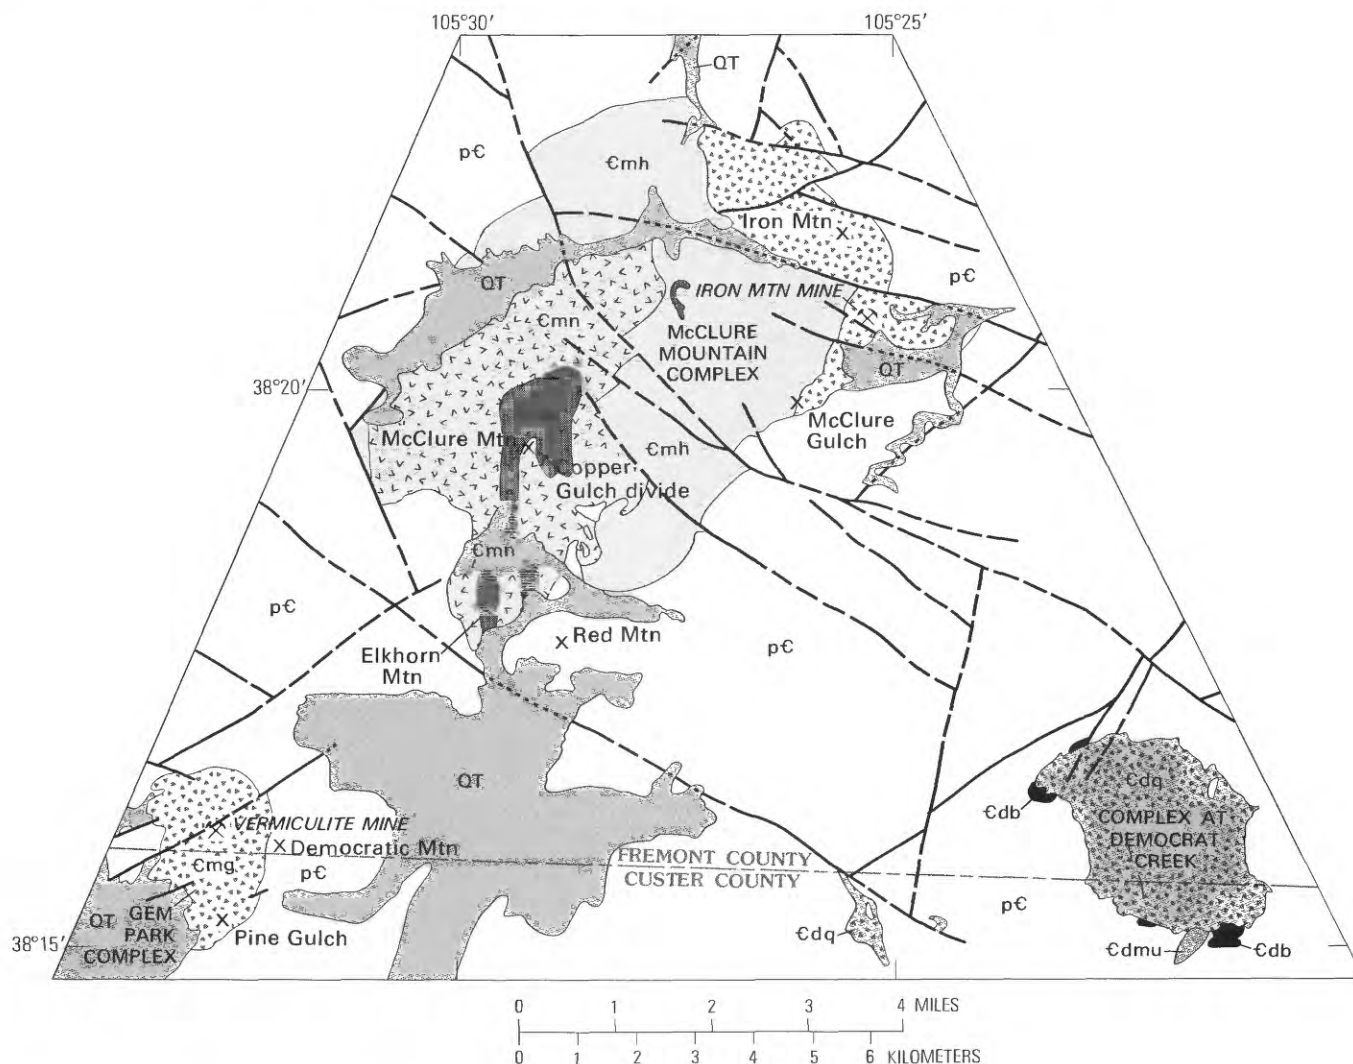 105°30′
105°25′
QT
p€
€mh
Iron Mtn
p€
QT
IRON MTN MINE
€mn
McCLURE
MOUNTAIN
COMPLEX
QT
38°20′
McClure
Gulch
McClure Mtn
€mh
Copper
Gulch divide
€mn
p€
Red Mtn
p€
Elkhorn
Mtn
QT
€dq
€db
COMPLEX AT
DEMOCRAT
CREEK
VERMICULITE MINE
Democratic Mtn
FREMONT COUNTY
€mg
p€
CUSTER COUNTY
p€
QT
GEM
PARK
COMPLEX
Pine Gulch
38°15′
€dq
€dmu
€db
0 1 2 3 4 MILES
0 1 2 3 4 5 6 KILOMETERS